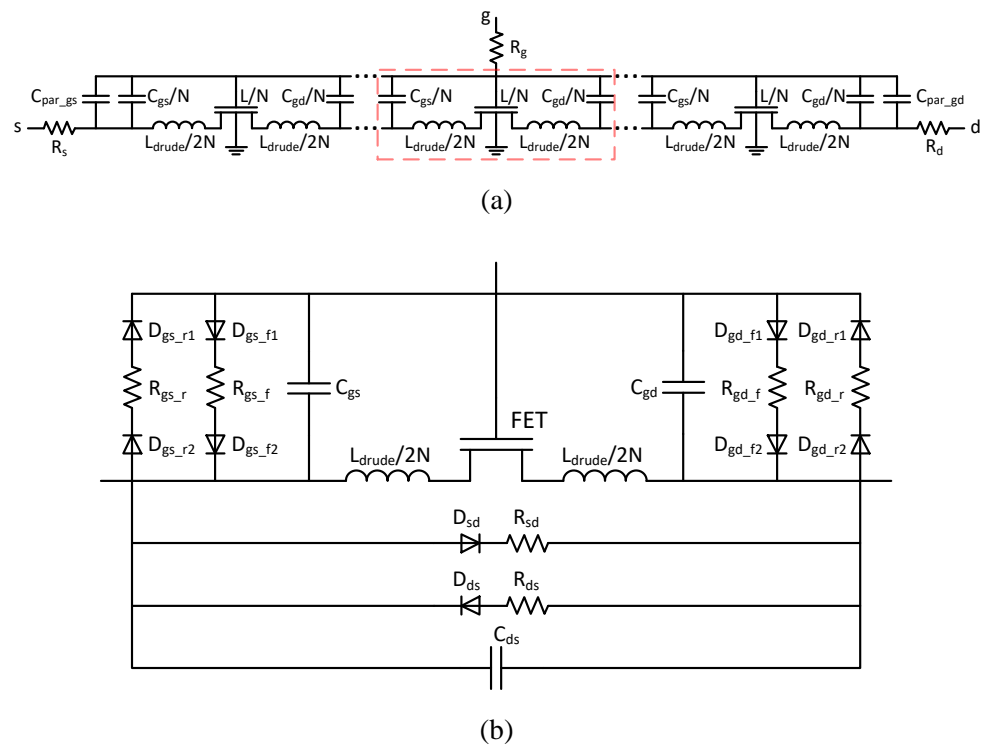 g
R_g
C_par_gs C_gs/N L/N C_gd/N C_gs/N L/N C_gd/N C_gs/N L/N C_gd/N C_par_gd
s d
R_s L_drude/2N L_drude/2N L_drude/2N L_drude/2N L_drude/2N L_drude/2N R_d
(a)
D_gs_r1 D_gs_f1 D_gd_f1 D_gd_r1
R_gs_r R_gs_f C_gs C_gd R_gd_f R_gd_r
FET
D_gs_r2 D_gs_f2 L_drude/2N L_drude/2N D_gd_f2 D_gd_r2
D_sd R_sd
D_ds R_ds
C_ds
(b)